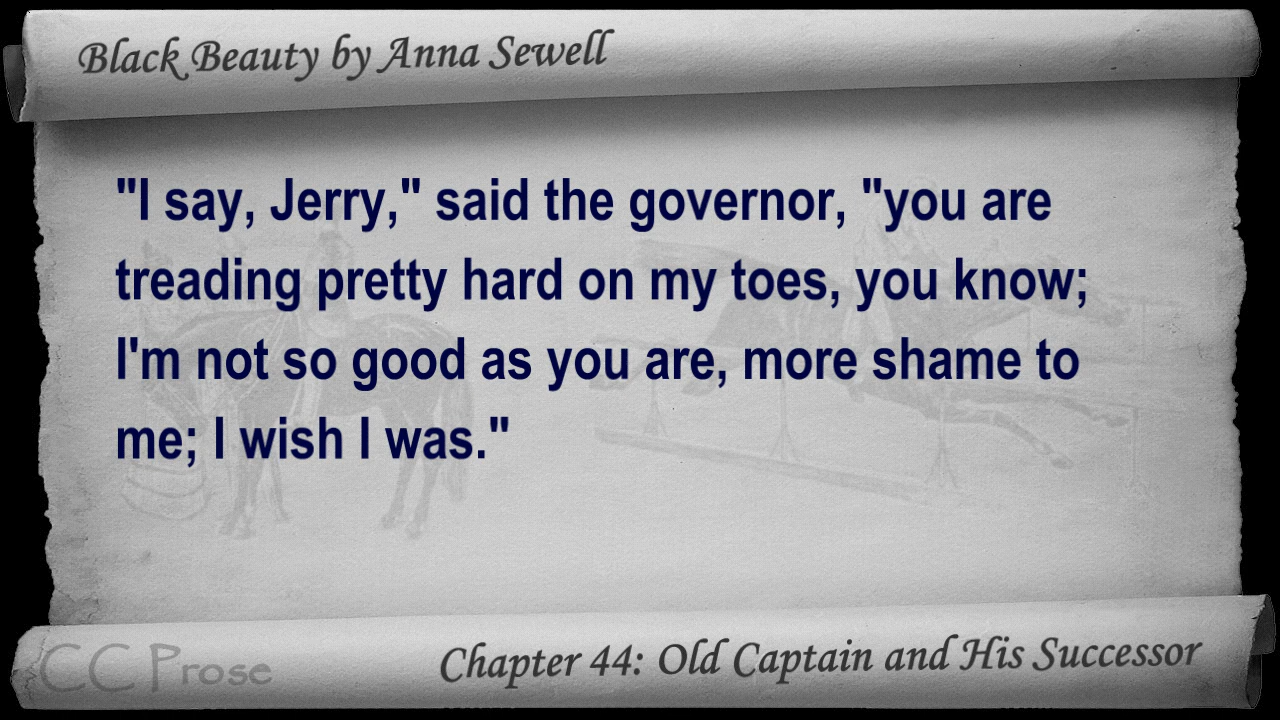 Black Beauty by Anna Sewell
"I say, Jerry," said the governor, "you are
treading pretty hard on my toes, you know;
I'm not so good as you are, more shame to
me; I wish I was."
CC Prose
Chapter 44: Old Captain and His Successor